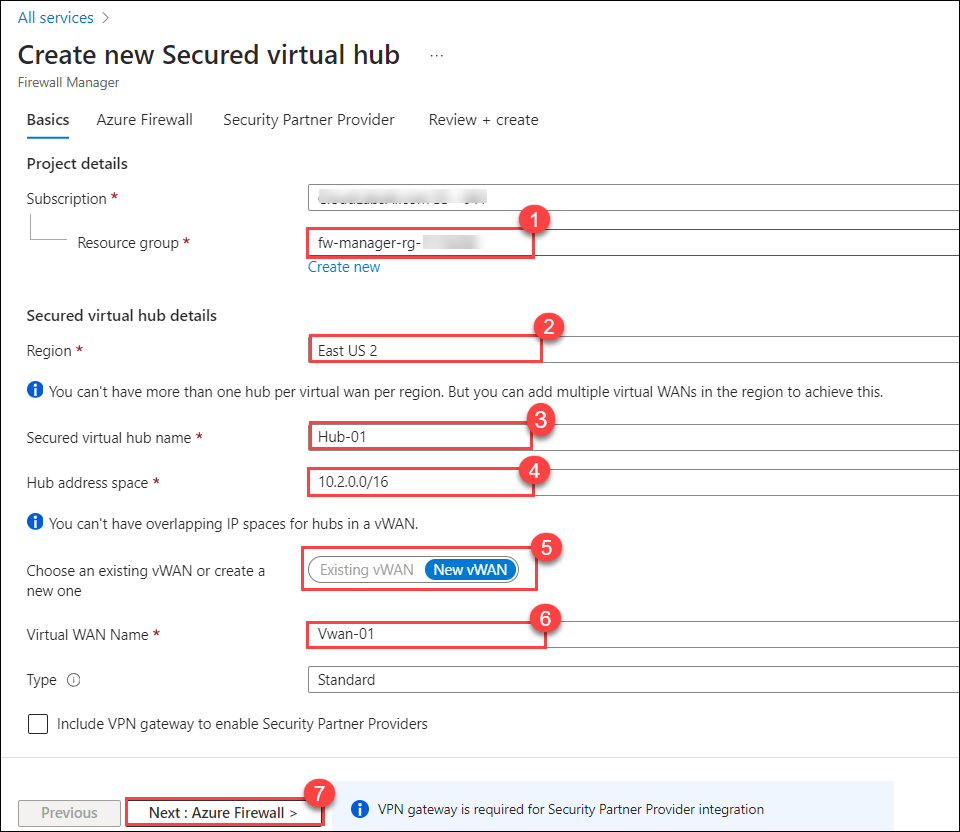 All services >
Create new Secured virtual hub ...
Firewall Manager
Basics Azure Firewall Security Partner Provider Review + create
Project details
Subscription *
1
Resource group * fw-manager-rg-
Create new
Secured virtual hub details
2
Region * East US 2
You can't have more than one hub per virtual wan per region. But you can add multiple virtual WANs in the region to achieve this.
3
Secured virtual hub name * Hub-01
4
Hub address space * 10.2.0.0/16
You can't have overlapping IP spaces for hubs in a vWAN.
5
Choose an existing vWAN or create a Existing vWAN New vWAN
new one
6
Virtual WAN Name * Vwan-01
Type Standard
Include VPN gateway to enable Security Partner Providers
7
Previous Next : Azure Firewall > VPN gateway is required for Security Partner Provider integration